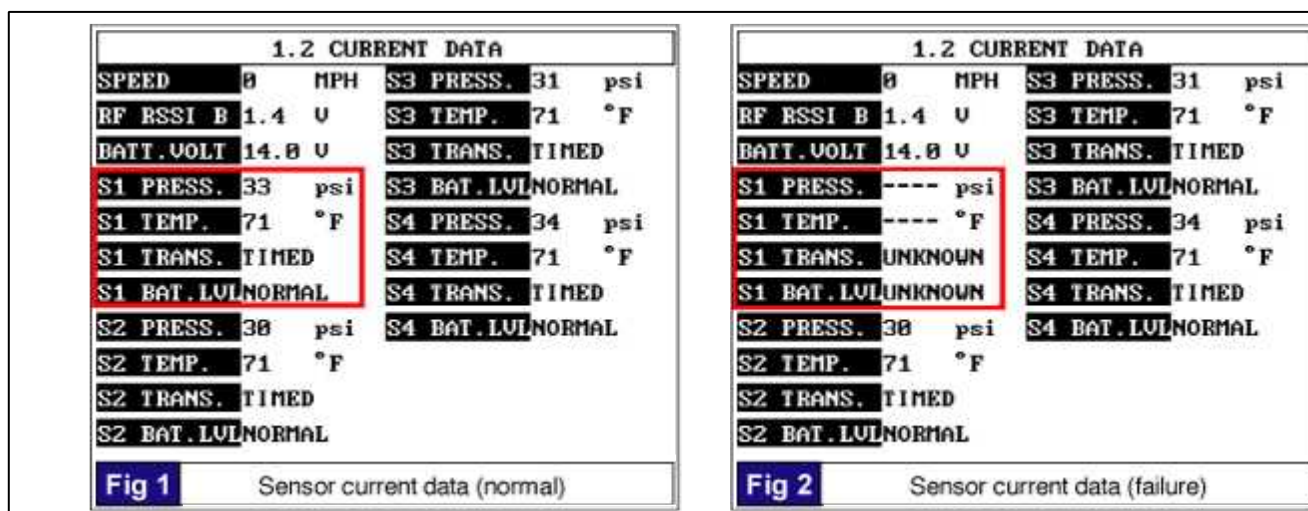 1.2 CURRENT DATA
SPEED 0 MPH S3 PRESS. 31 psi
RF RSSI B 1.4 V S3 TEMP. 71 °F
BATT.VOLT 14.0 V S3 TRANS. TIMED
S1 PRESS. 33 psi S3 BAT.LVL NORMAL
S1 TEMP. 71 °F S4 PRESS. 34 psi
S1 TRANS. TIMED S4 TEMP. 71 °F
S1 BAT.LVL NORMAL S4 TRANS. TIMED
S2 PRESS. 30 psi S4 BAT.LVL NORMAL
S2 TEMP. 71 °F
S2 TRANS. TIMED
S2 BAT.LVL NORMAL
Fig 1 Sensor current data (normal)
1.2 CURRENT DATA
SPEED 0 MPH S3 PRESS. 31 psi
RF RSSI B 1.4 V S3 TEMP. 71 °F
BATT.VOLT 14.0 V S3 TRANS. TIMED
S1 PRESS. ---- psi S3 BAT.LVL NORMAL
S1 TEMP. ---- °F S4 PRESS. 34 psi
S1 TRANS. UNKNOWN S4 TEMP. 71 °F
S1 BAT.LVL UNKNOWN S4 TRANS. TIMED
S2 PRESS. 30 psi S4 BAT.LVL NORMAL
S2 TEMP. 71 °F
S2 TRANS. TIMED
S2 BAT.LVL NORMAL
Fig 2 Sensor current data (failure)